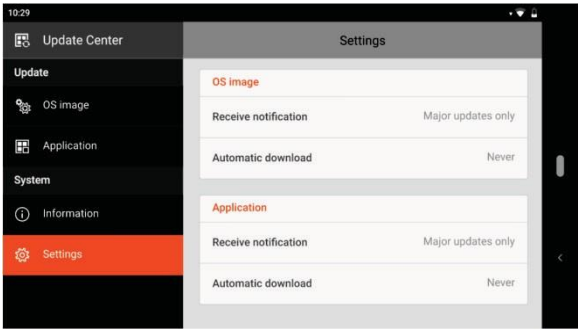 10:29
Update Center
Settings
Update
OS image
Application
System
Information
Settings
OS image
Receive notification Major updates only
Automatic download Never
Application
Receive notification Major updates only
Automatic download Never